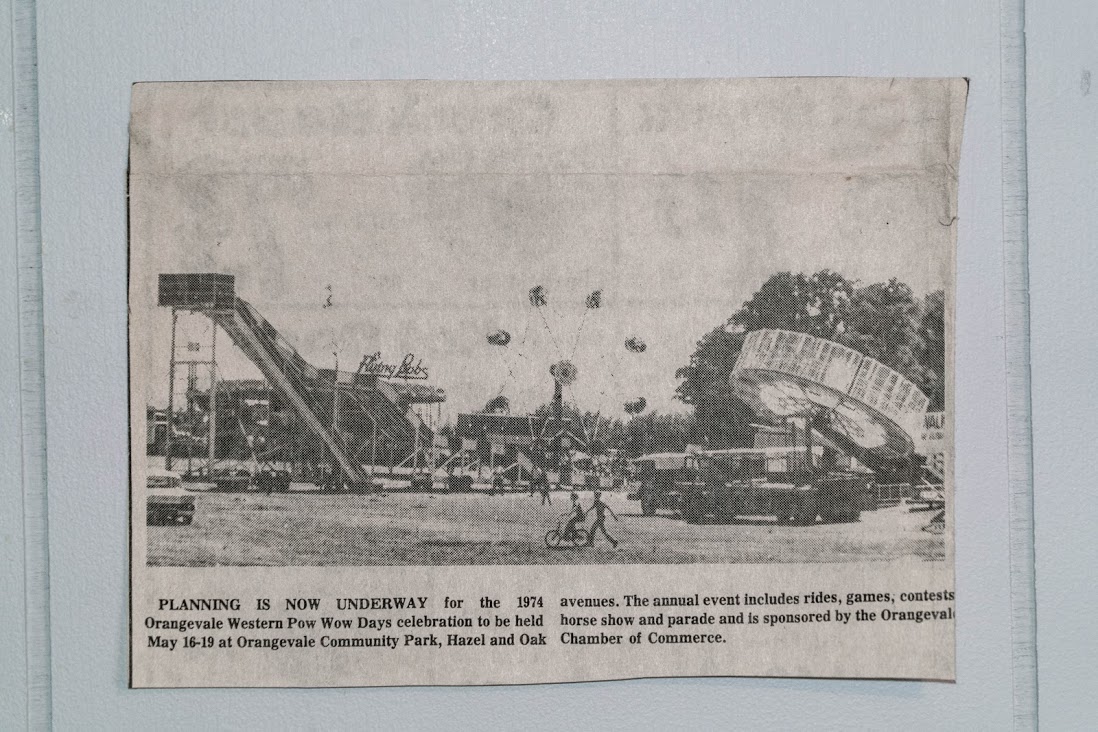 Flying Bobs
PLANNING IS NOW UNDERWAY for the 1974
Orangevale Western Pow Wow Days celebration to be held
May 16-19 at Orangevale Community Park, Hazel and Oak
avenues. The annual event includes rides, games, contests
horse show and parade and is sponsored by the Orangeval
Chamber of Commerce.